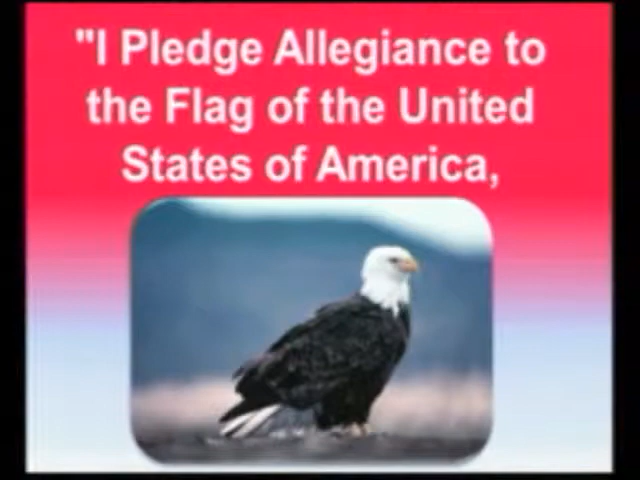 "I Pledge Allegiance to
the Flag of the United
States of America,